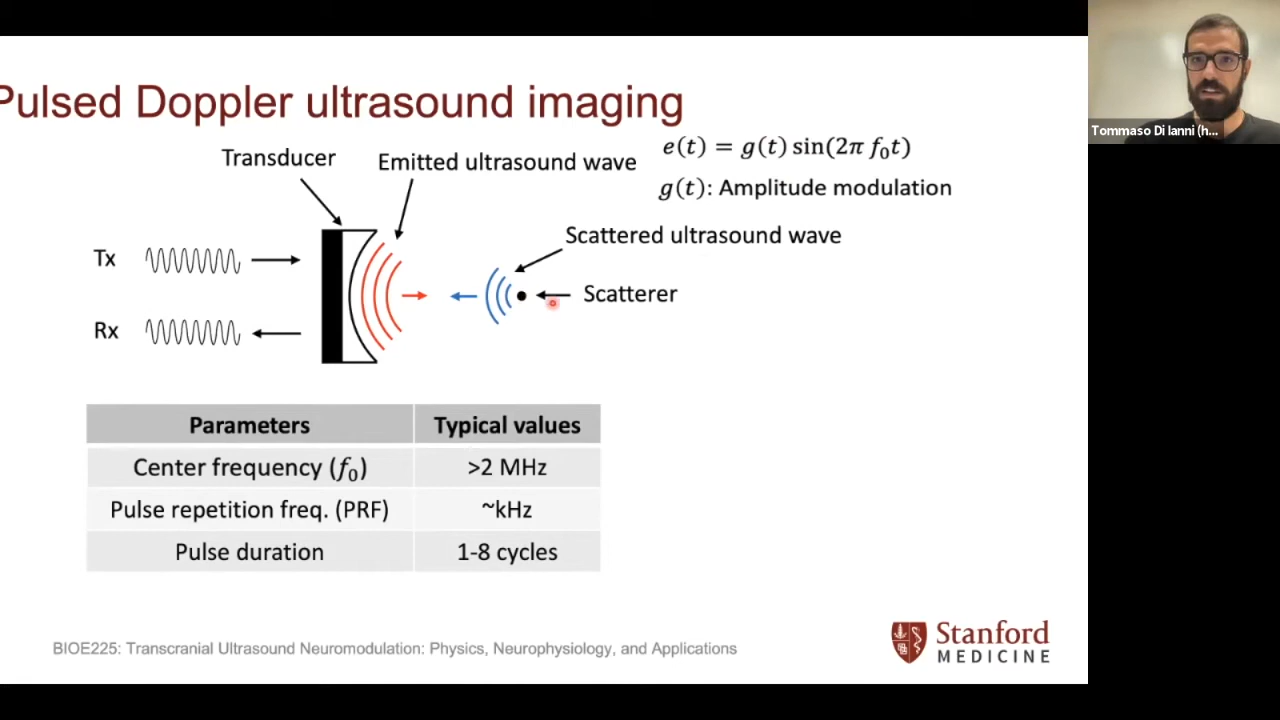 Pulsed Doppler ultrasound imaging
Transducer
Emitted ultrasound wave
e(t) = g(t) sin(2π f₀t)
g(t): Amplitude modulation
Scattered ultrasound wave
Tx
Scatterer
Rx
Parameters Typical values
Center frequency (f₀) >2 MHz
Pulse repetition freq. (PRF) ~kHz
Pulse duration 1-8 cycles
BIOE225: Transcranial Ultrasound Neuromodulation: Physics, Neurophysiology, and Applications
Stanford
MEDICINE
Tommaso Di Ianni (h...